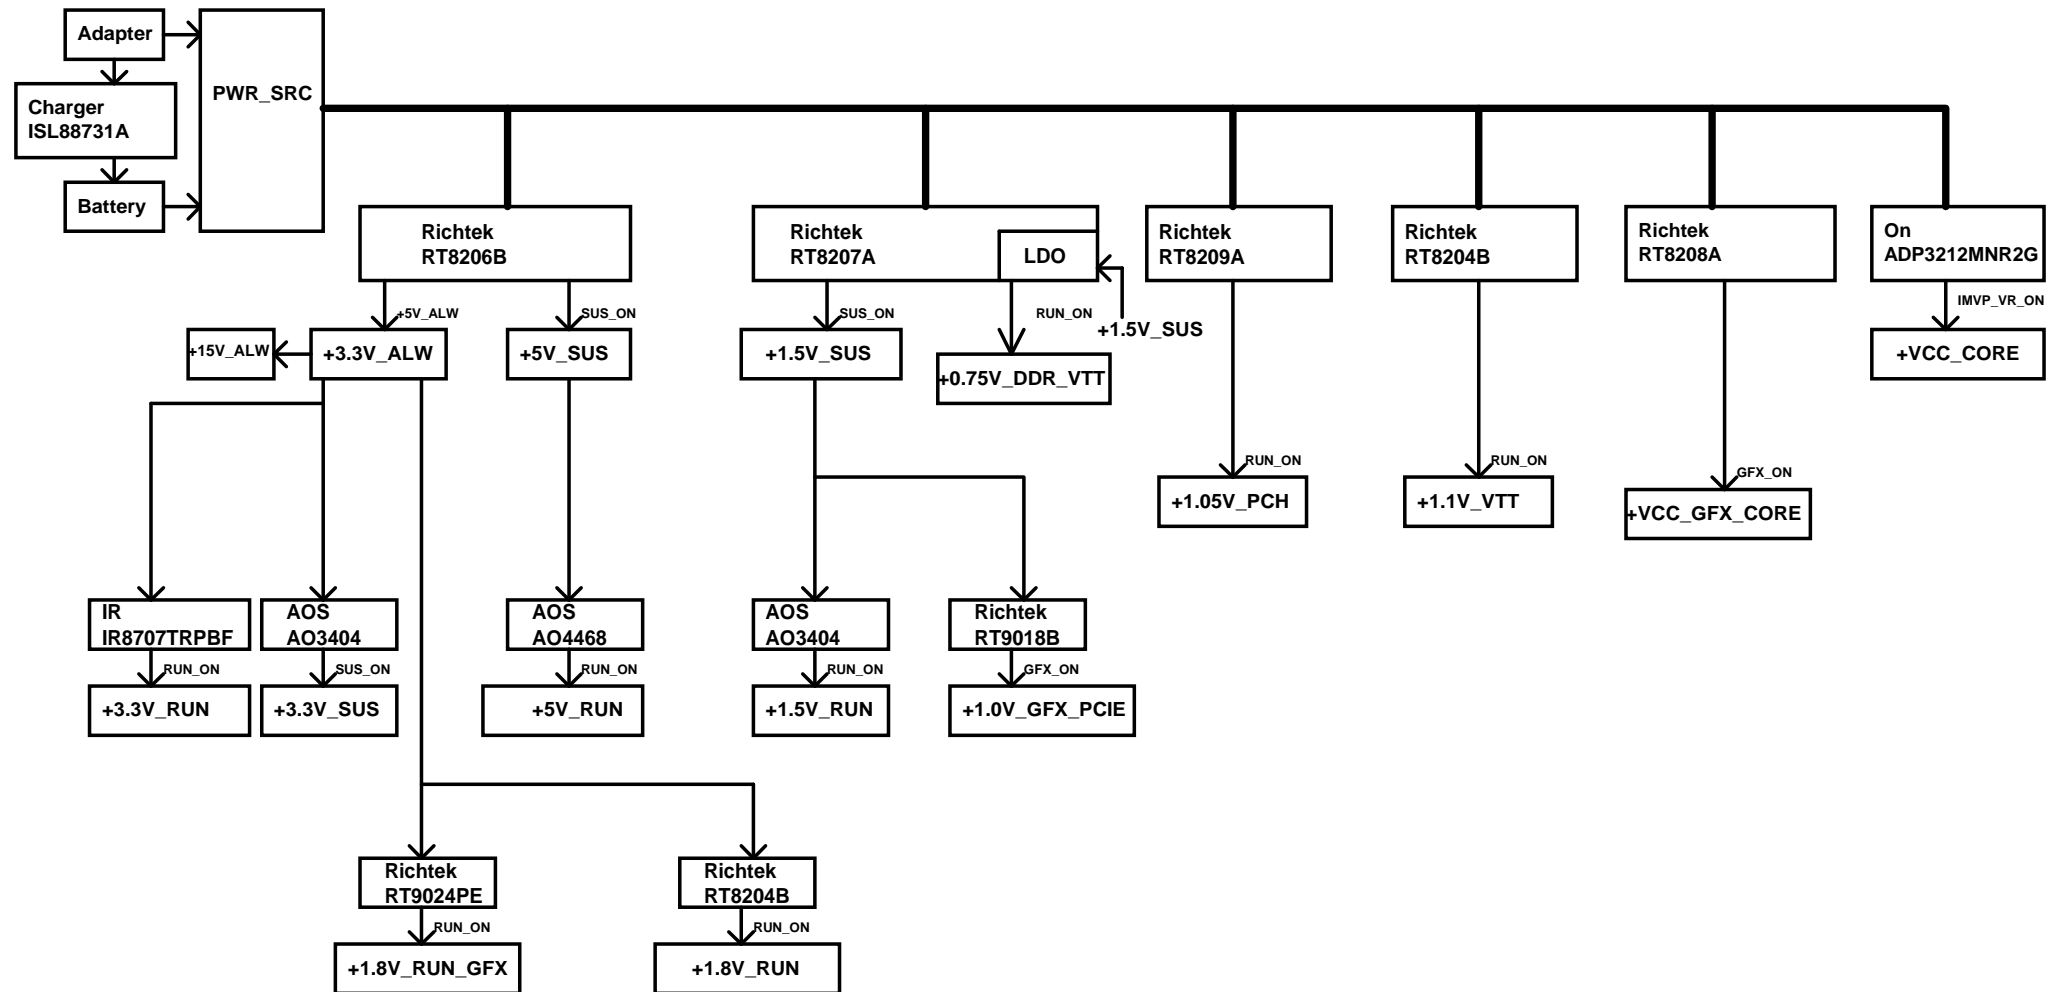 Adapter
PWR_SRC
Charger
ISL88731A
Battery
Richtek
RT8206B
Richtek
RT8207A
LDO
Richtek
RT8209A
Richtek
RT8204B
Richtek
RT8208A
On
ADP3212MNR2G
+5V_ALW
SUS_ON
SUS_ON
RUN_ON
+1.5V_SUS
IMVP_VR_ON
+15V_ALW
+3.3V_ALW
+5V_SUS
+1.5V_SUS
+0.75V_DDR_VTT
+VCC_CORE
RUN_ON
RUN_ON
GFX_ON
+1.05V_PCH
+1.1V_VTT
+VCC_GFX_CORE
IR
IR8707TRPBF
AOS
AO3404
AOS
AO4468
AOS
AO3404
Richtek
RT9018B
RUN_ON
SUS_ON
RUN_ON
RUN_ON
GFX_ON
+3.3V_RUN
+3.3V_SUS
+5V_RUN
+1.5V_RUN
+1.0V_GFX_PCIE
Richtek
RT9024PE
Richtek
RT8204B
RUN_ON
RUN_ON
+1.8V_RUN_GFX
+1.8V_RUN